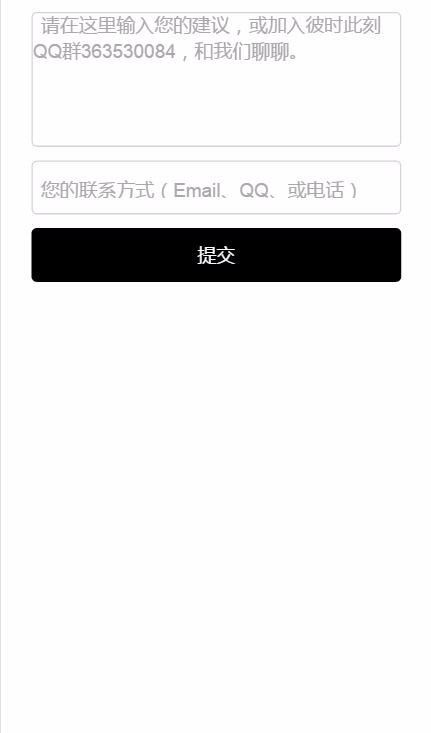 请在这里输入您的建议，或加入彼时此刻
QQ群363530084，和我们聊聊。
您的联系方式（Email、QQ、或电话）
提交